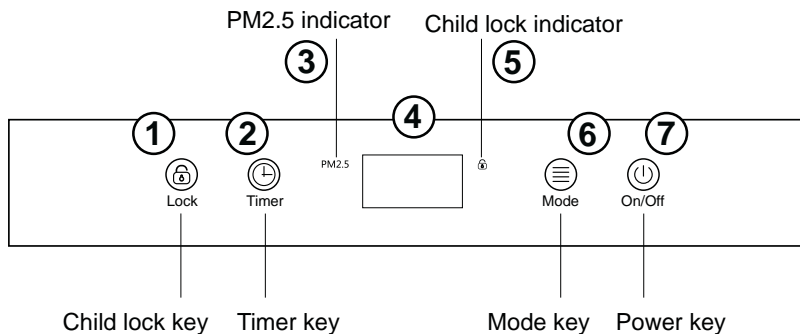 PM2.5 indicator
Child lock indicator
3
5
4
1
2
6
7
PM2.5
Lock
Timer
Mode
On/Off
Child lock key
Timer key
Mode key
Power key